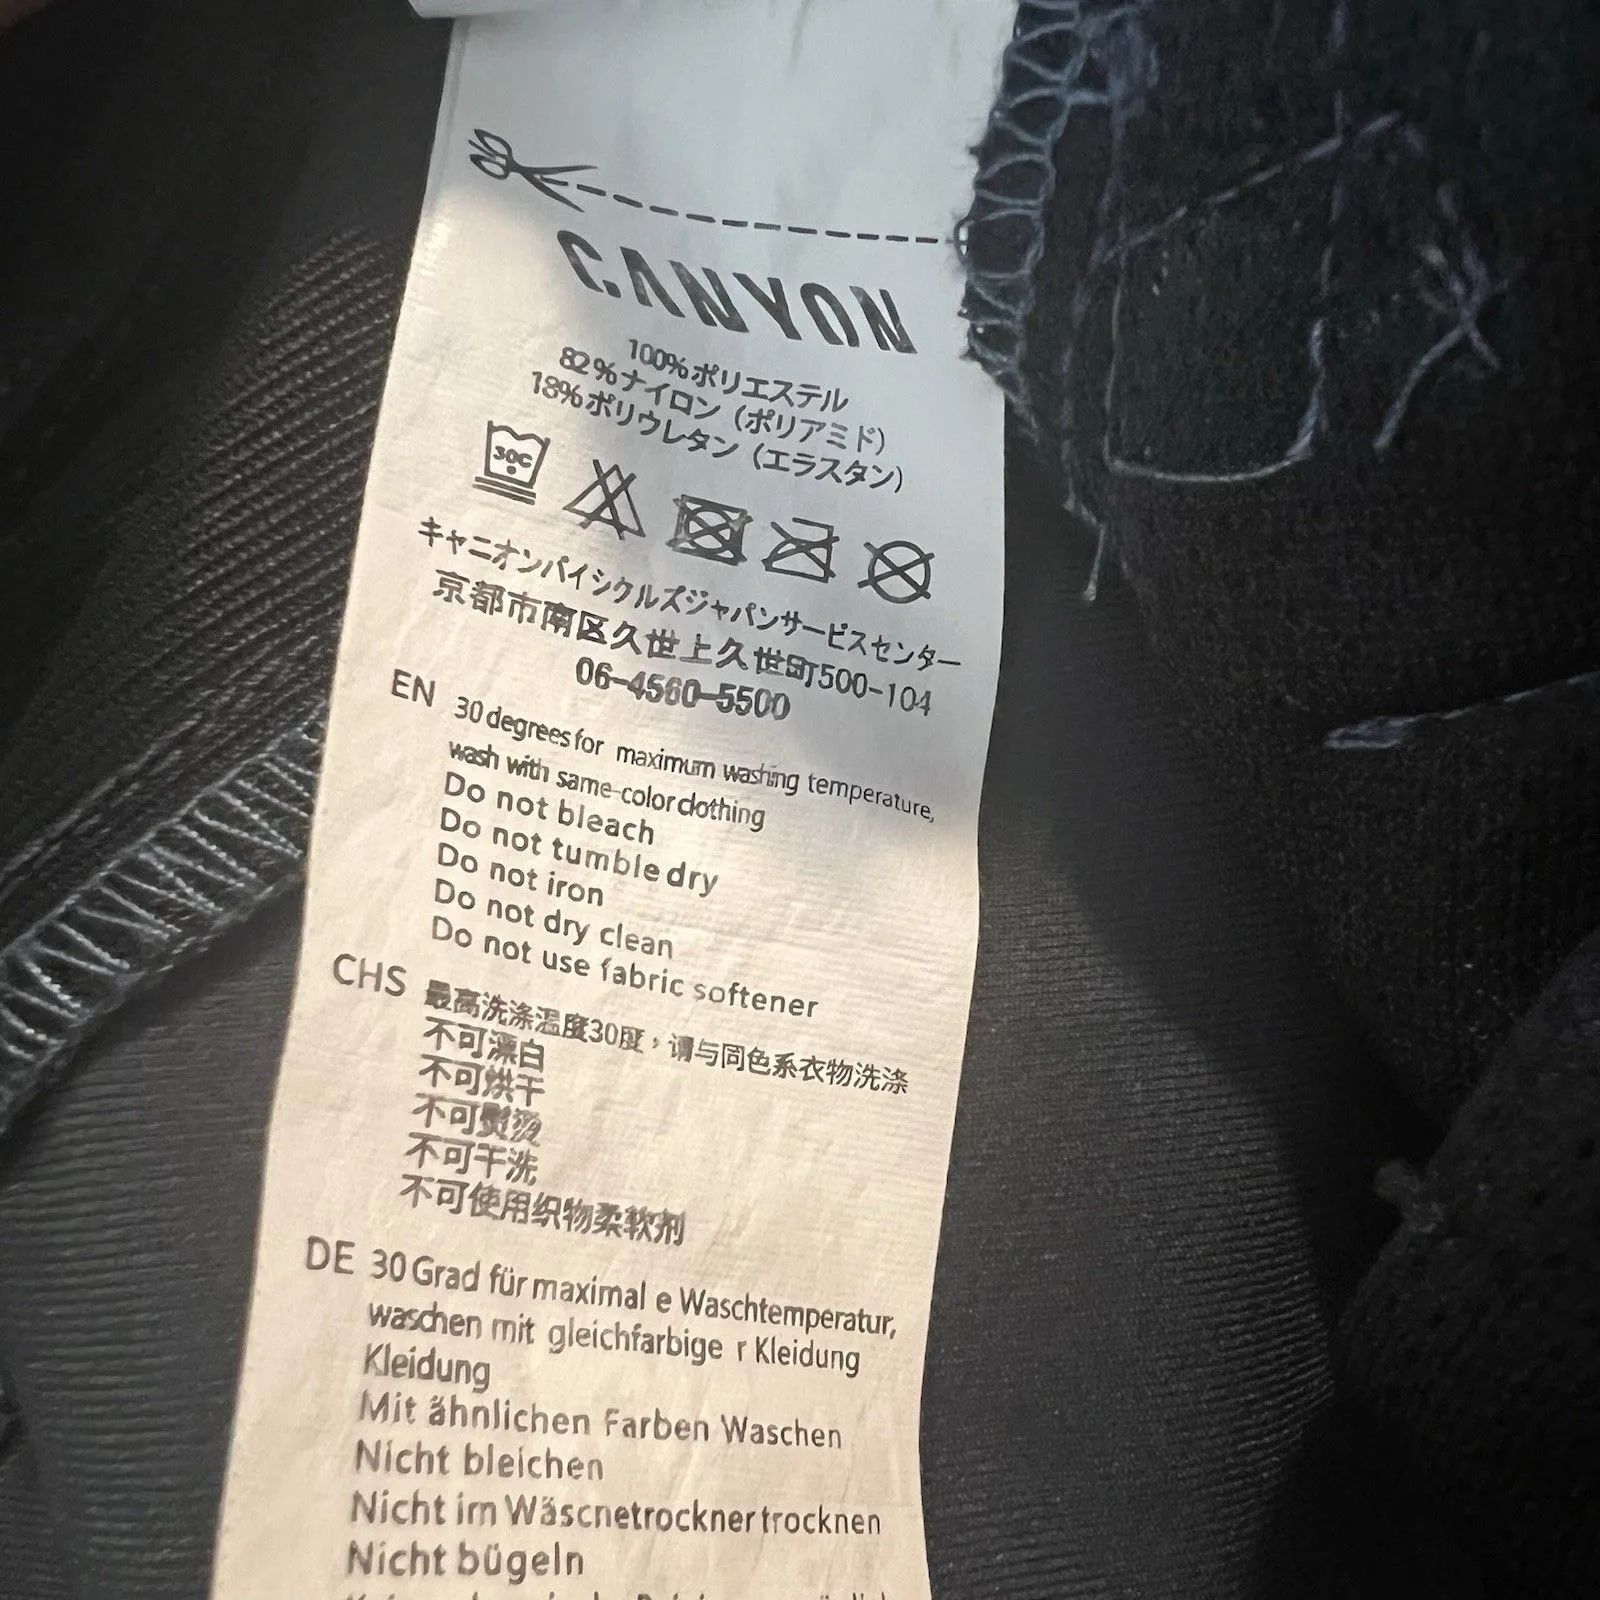 CANYON
100%ポリエステル
82%ナイロン（ポリアミド）
18%ポリウレタン（エラスタン）
30C
キャニオンバイシクルズジャパンサービスセンター
京都市南区久世上久世町500-104
06-4560-5500
EN 30 degrees for maximum washing temperature,
wash with same-color clothing
Do not bleach
Do not tumble dry
Do not iron
Do not dry clean
Do not use fabric softener
CHS 最高洗涤温度30度，请与同色系衣物洗涤
不可漂白
不可烘干
不可熨烫
不可干洗
不可使用织物柔软剂
DE 30 Grad für maximal e Waschtemperatur,
waschen mit gleichfarbige r Kleidung
Kleidung
Mit ähnlichen Farben Waschen
Nicht bleichen
Nicht im Wäscnetrockner trocknen
Nicht bügeln